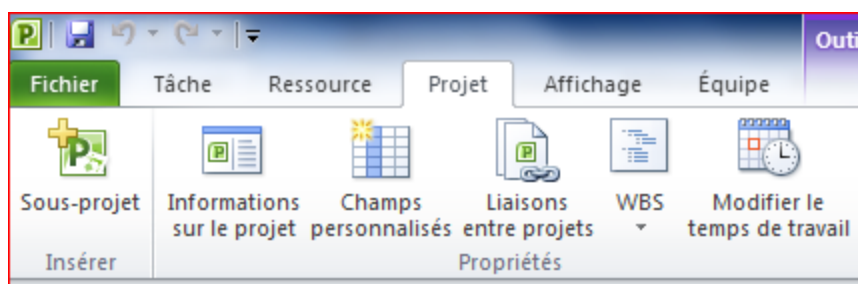 Outi
Fichier Tâche Ressource Projet Affichage Équipe
Sous-projet Informations Champs Liaisons WBS Modifier le
sur le projet personnalisés entre projets temps de travail
Insérer Propriétés